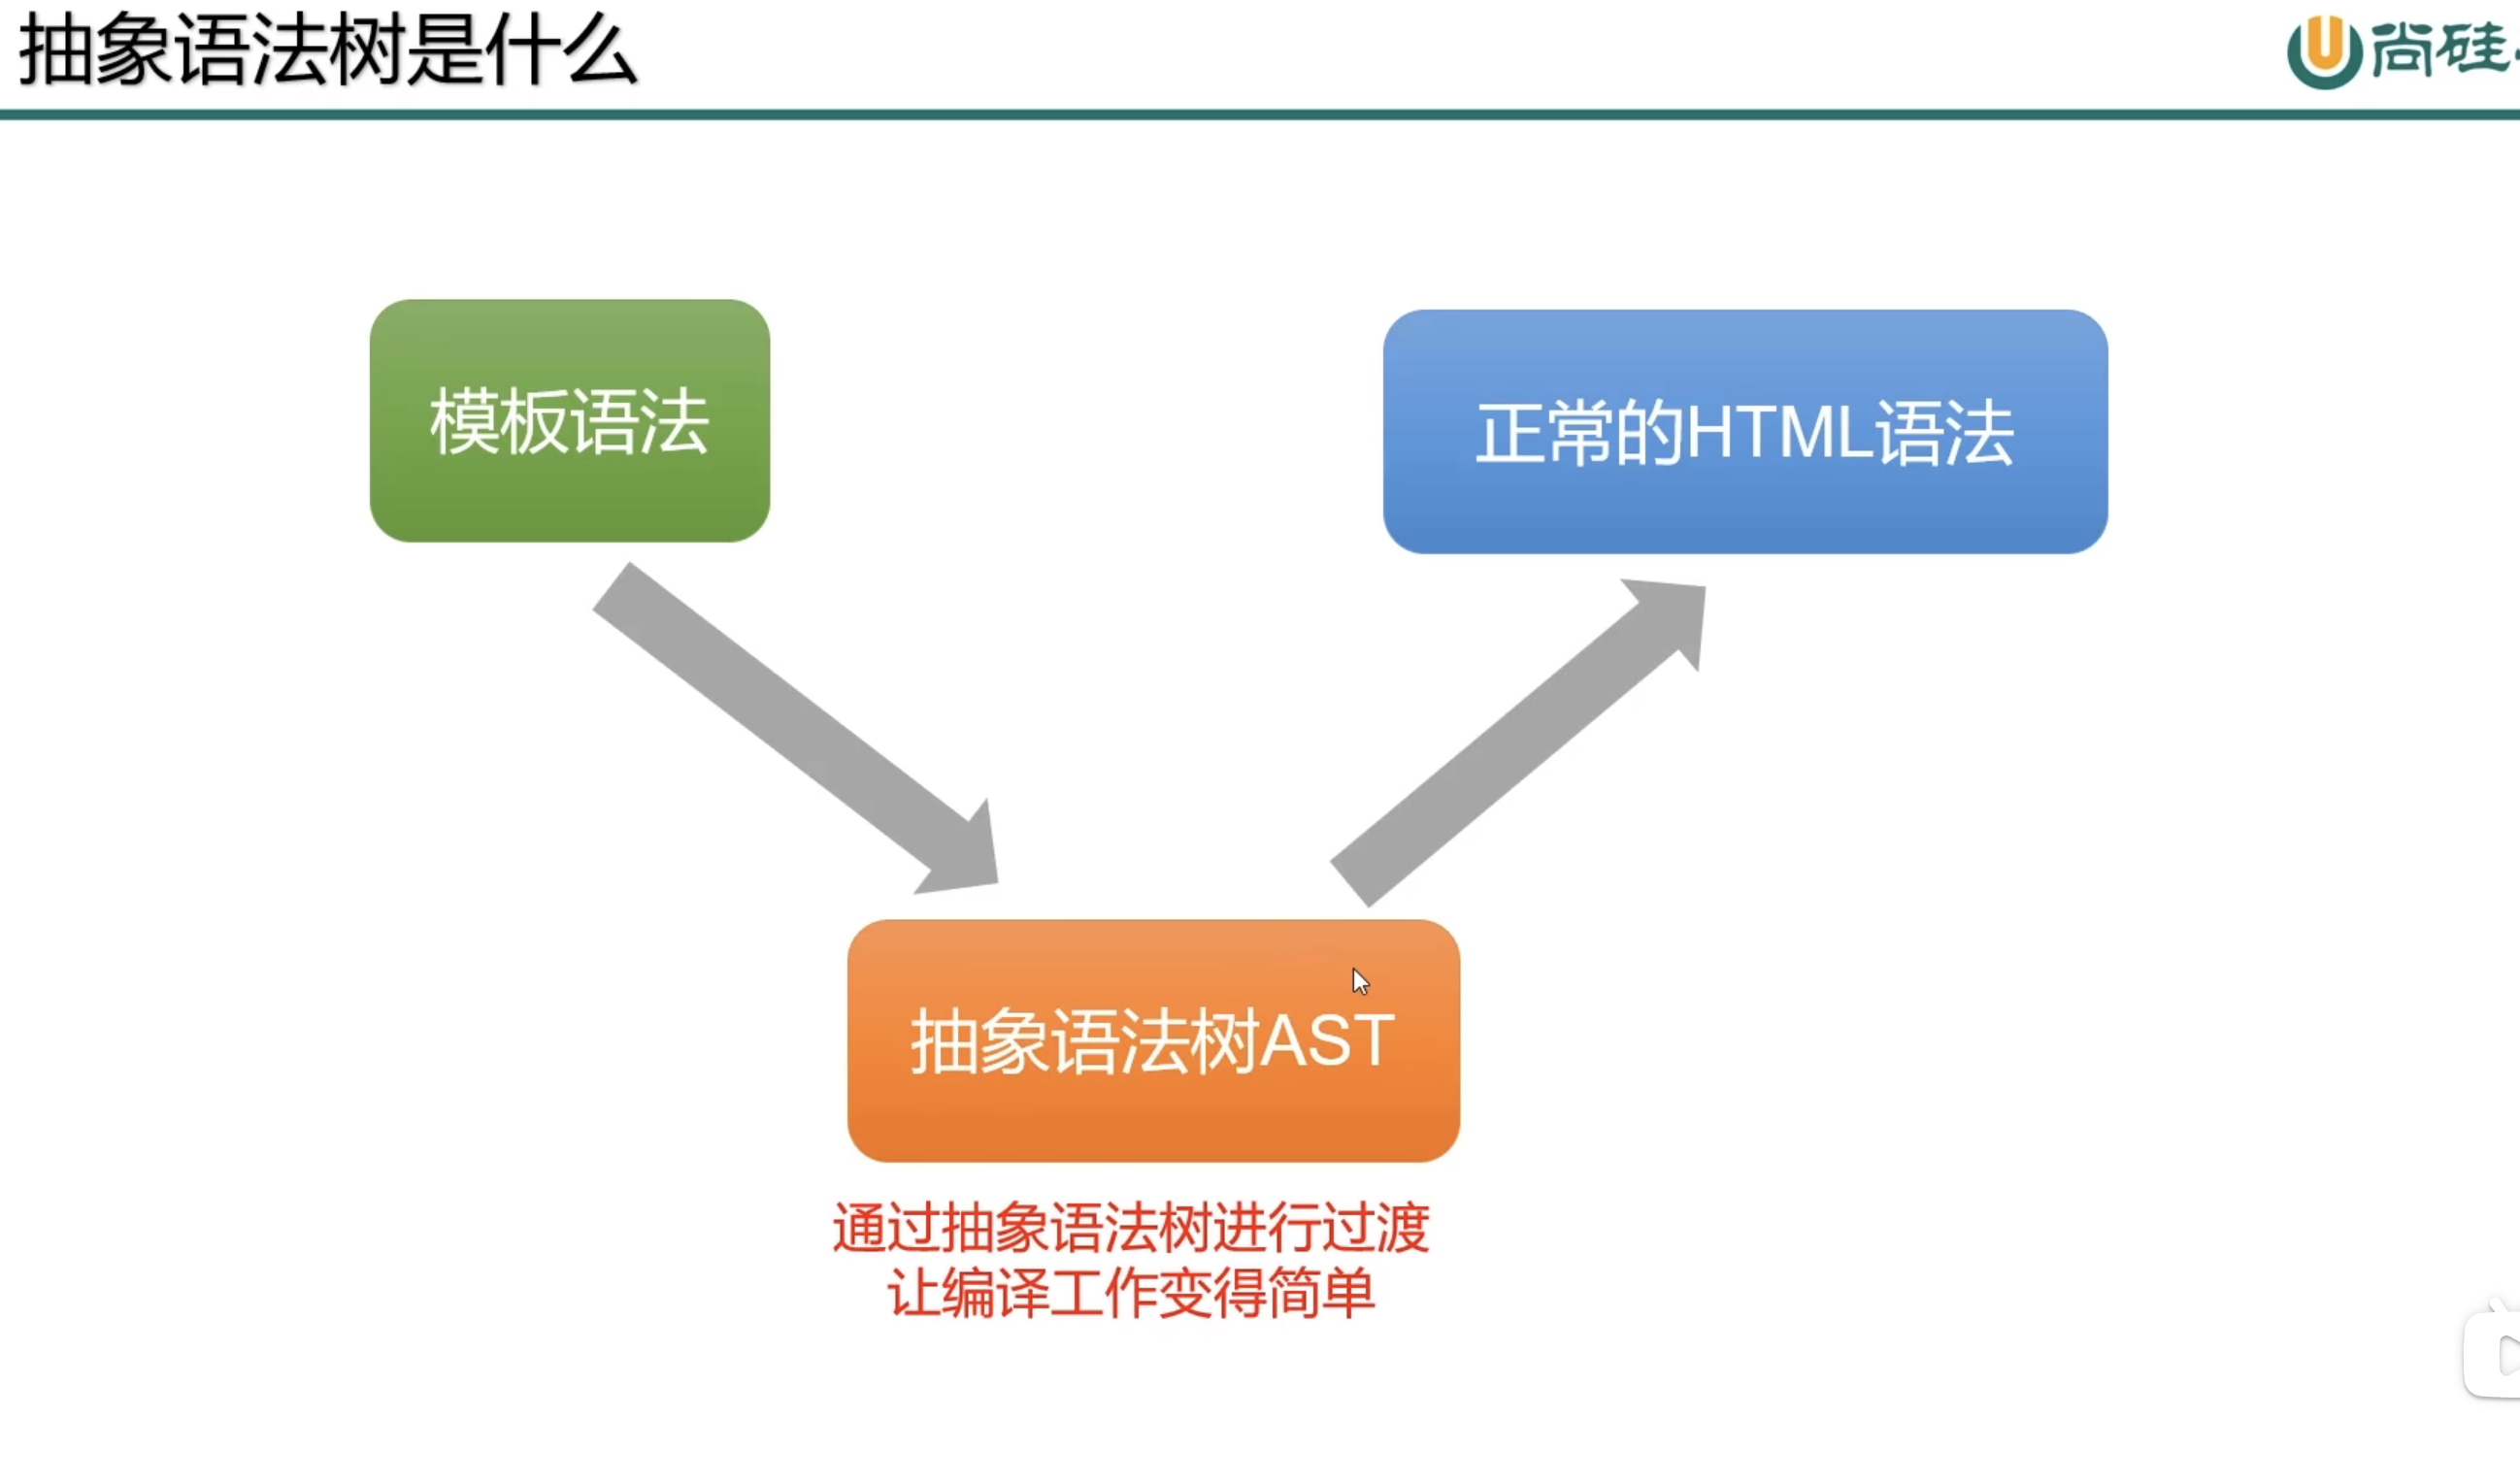 抽象语法树是什么
尚硅
模板语法
正常的HTML语法
抽象语法树AST
通过抽象语法树进行过渡
让编译工作变得简单